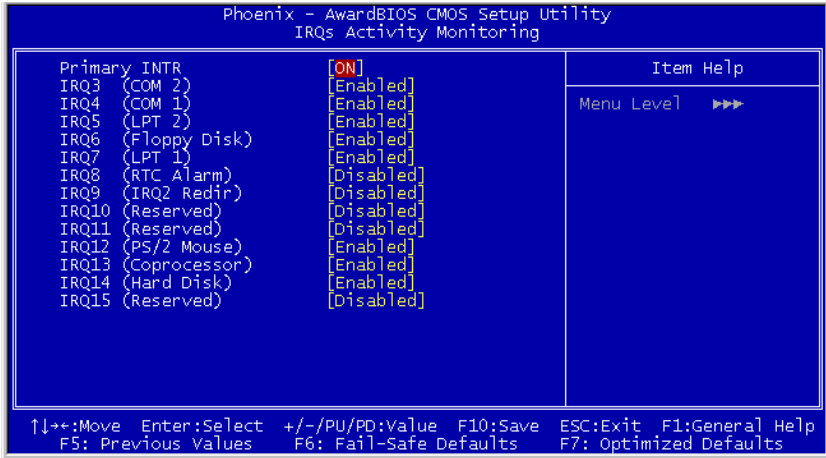 Phoenix - AwardBIOS CMOS Setup Utility
IRQs Activity Monitoring
Primary INTR [ON]
IRQ3 (COM 2) [Enabled]
IRQ4 (COM 1) [Enabled]
IRQ5 (LPT 2) [Enabled]
IRQ6 (Floppy Disk) [Enabled]
IRQ7 (LPT 1) [Enabled]
IRQ8 (RTC Alarm) [Disabled]
IRQ9 (IRQ2 Redir) [Disabled]
IRQ10 (Reserved) [Disabled]
IRQ11 (Reserved) [Disabled]
IRQ12 (PS/2 Mouse) [Enabled]
IRQ13 (Coprocessor) [Enabled]
IRQ14 (Hard Disk) [Enabled]
IRQ15 (Reserved) [Disabled]
Item Help
Menu Level ►►►
↑↓→←:Move Enter:Select +/-/PU/PD:Value F10:Save ESC:Exit F1:General Help
F5: Previous Values F6: Fail-Safe Defaults F7: Optimized Defaults